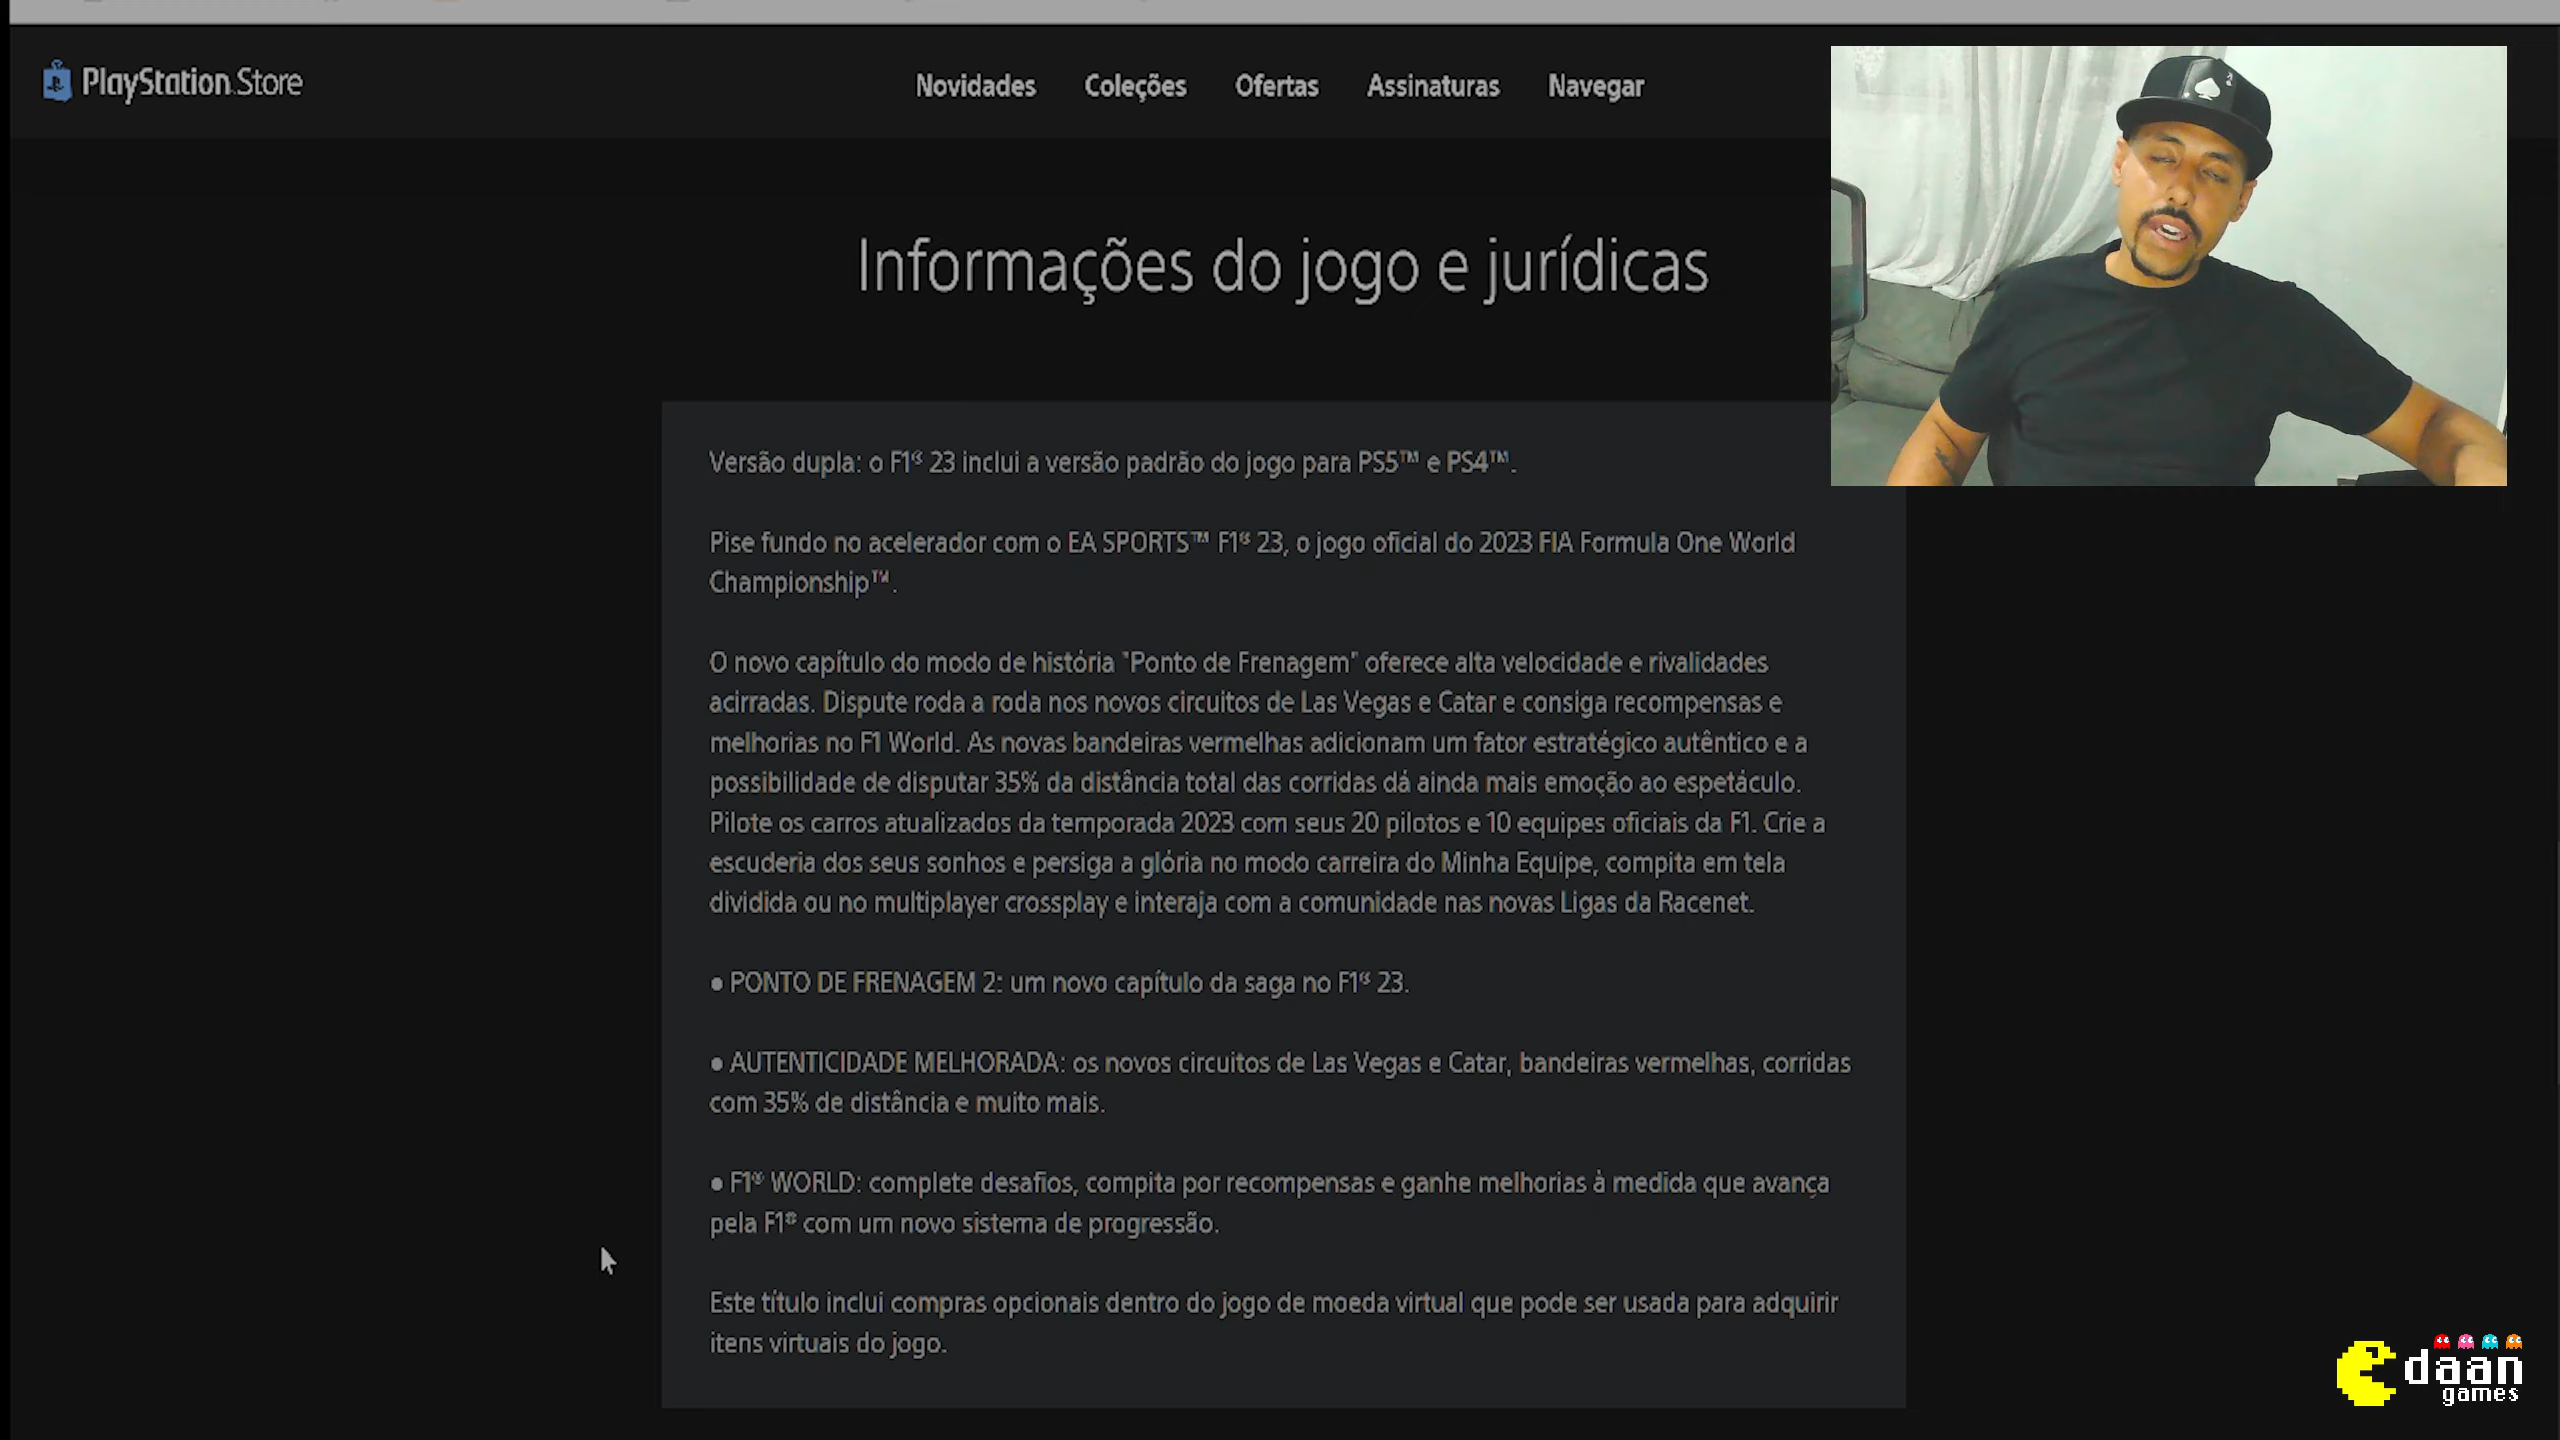 PlayStation.Store
Novidades Coleções Ofertas Assinaturas Navegar
Informações do jogo e jurídicas
Versão dupla: o F1® 23 inclui a versão padrão do jogo para PS5™ e PS4™.
Pise fundo no acelerador com o EA SPORTS™ F1® 23, o jogo oficial do 2023 FIA Formula One World
Championship™.
O novo capítulo do modo de história "Ponto de Frenagem" oferece alta velocidade e rivalidades
acirradas. Dispute roda a roda nos novos circuitos de Las Vegas e Catar e consiga recompensas e
melhorias no F1 World. As novas bandeiras vermelhas adicionam um fator estratégico autêntico e a
possibilidade de disputar 35% da distância total das corridas dá ainda mais emoção ao espetáculo.
Pilote os carros atualizados da temporada 2023 com seus 20 pilotos e 10 equipes oficiais da F1. Crie a
escuderia dos seus sonhos e persiga a glória no modo carreira do Minha Equipe, compita em tela
dividida ou no multiplayer crossplay e interaja com a comunidade nas novas Ligas da Racenet.
● PONTO DE FRENAGEM 2: um novo capítulo da saga no F1® 23.
● AUTENTICIDADE MELHORADA: os novos circuitos de Las Vegas e Catar, bandeiras vermelhas, corridas
com 35% de distância e muito mais.
● F1® WORLD: complete desafios, compita por recompensas e ganhe melhorias à medida que avança
pela F1® com um novo sistema de progressão.
Este título inclui compras opcionais dentro do jogo de moeda virtual que pode ser usada para adquirir
itens virtuais do jogo.
daan
games